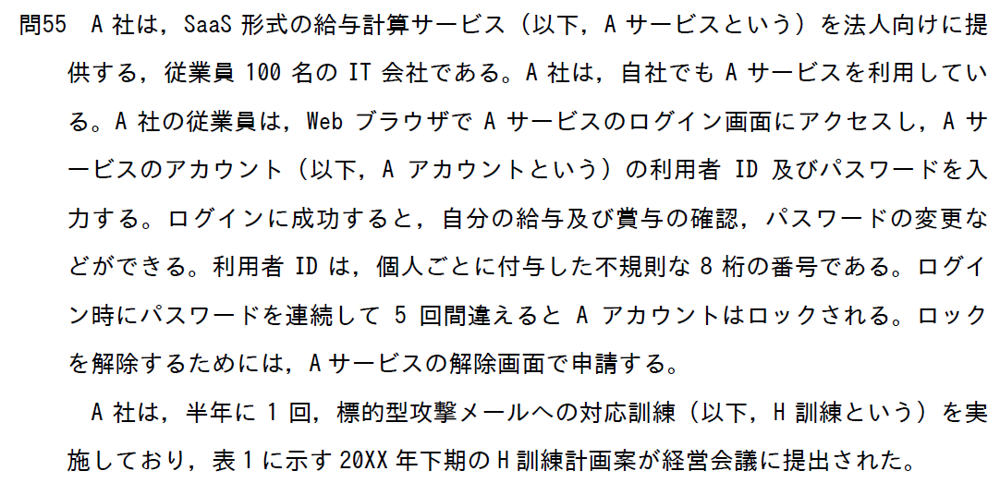 問55 A 社は，SaaS 形式の給与計算サービス（以下，A サービスという）を法人向けに提
供する，従業員 100 名の IT 会社である。A 社は，自社でも A サービスを利用してい
る。A 社の従業員は，Web ブラウザで A サービスのログイン画面にアクセスし，A サ
ービスのアカウント（以下，A アカウントという）の利用者 ID 及びパスワードを入
力する。ログインに成功すると，自分の給与及び賞与の確認，パスワードの変更な
どができる。利用者 ID は，個人ごとに付与した不規則な 8 桁の番号である。ログイ
ン時にパスワードを連続して 5 回間違えると A アカウントはロックされる。ロック
を解除するためには，A サービスの解除画面で申請する。
A 社は，半年に 1 回，標的型攻撃メールへの対応訓練（以下，H 訓練という）を実
施しており，表 1 に示す 20XX 年下期の H 訓練計画案が経営会議に提出された。